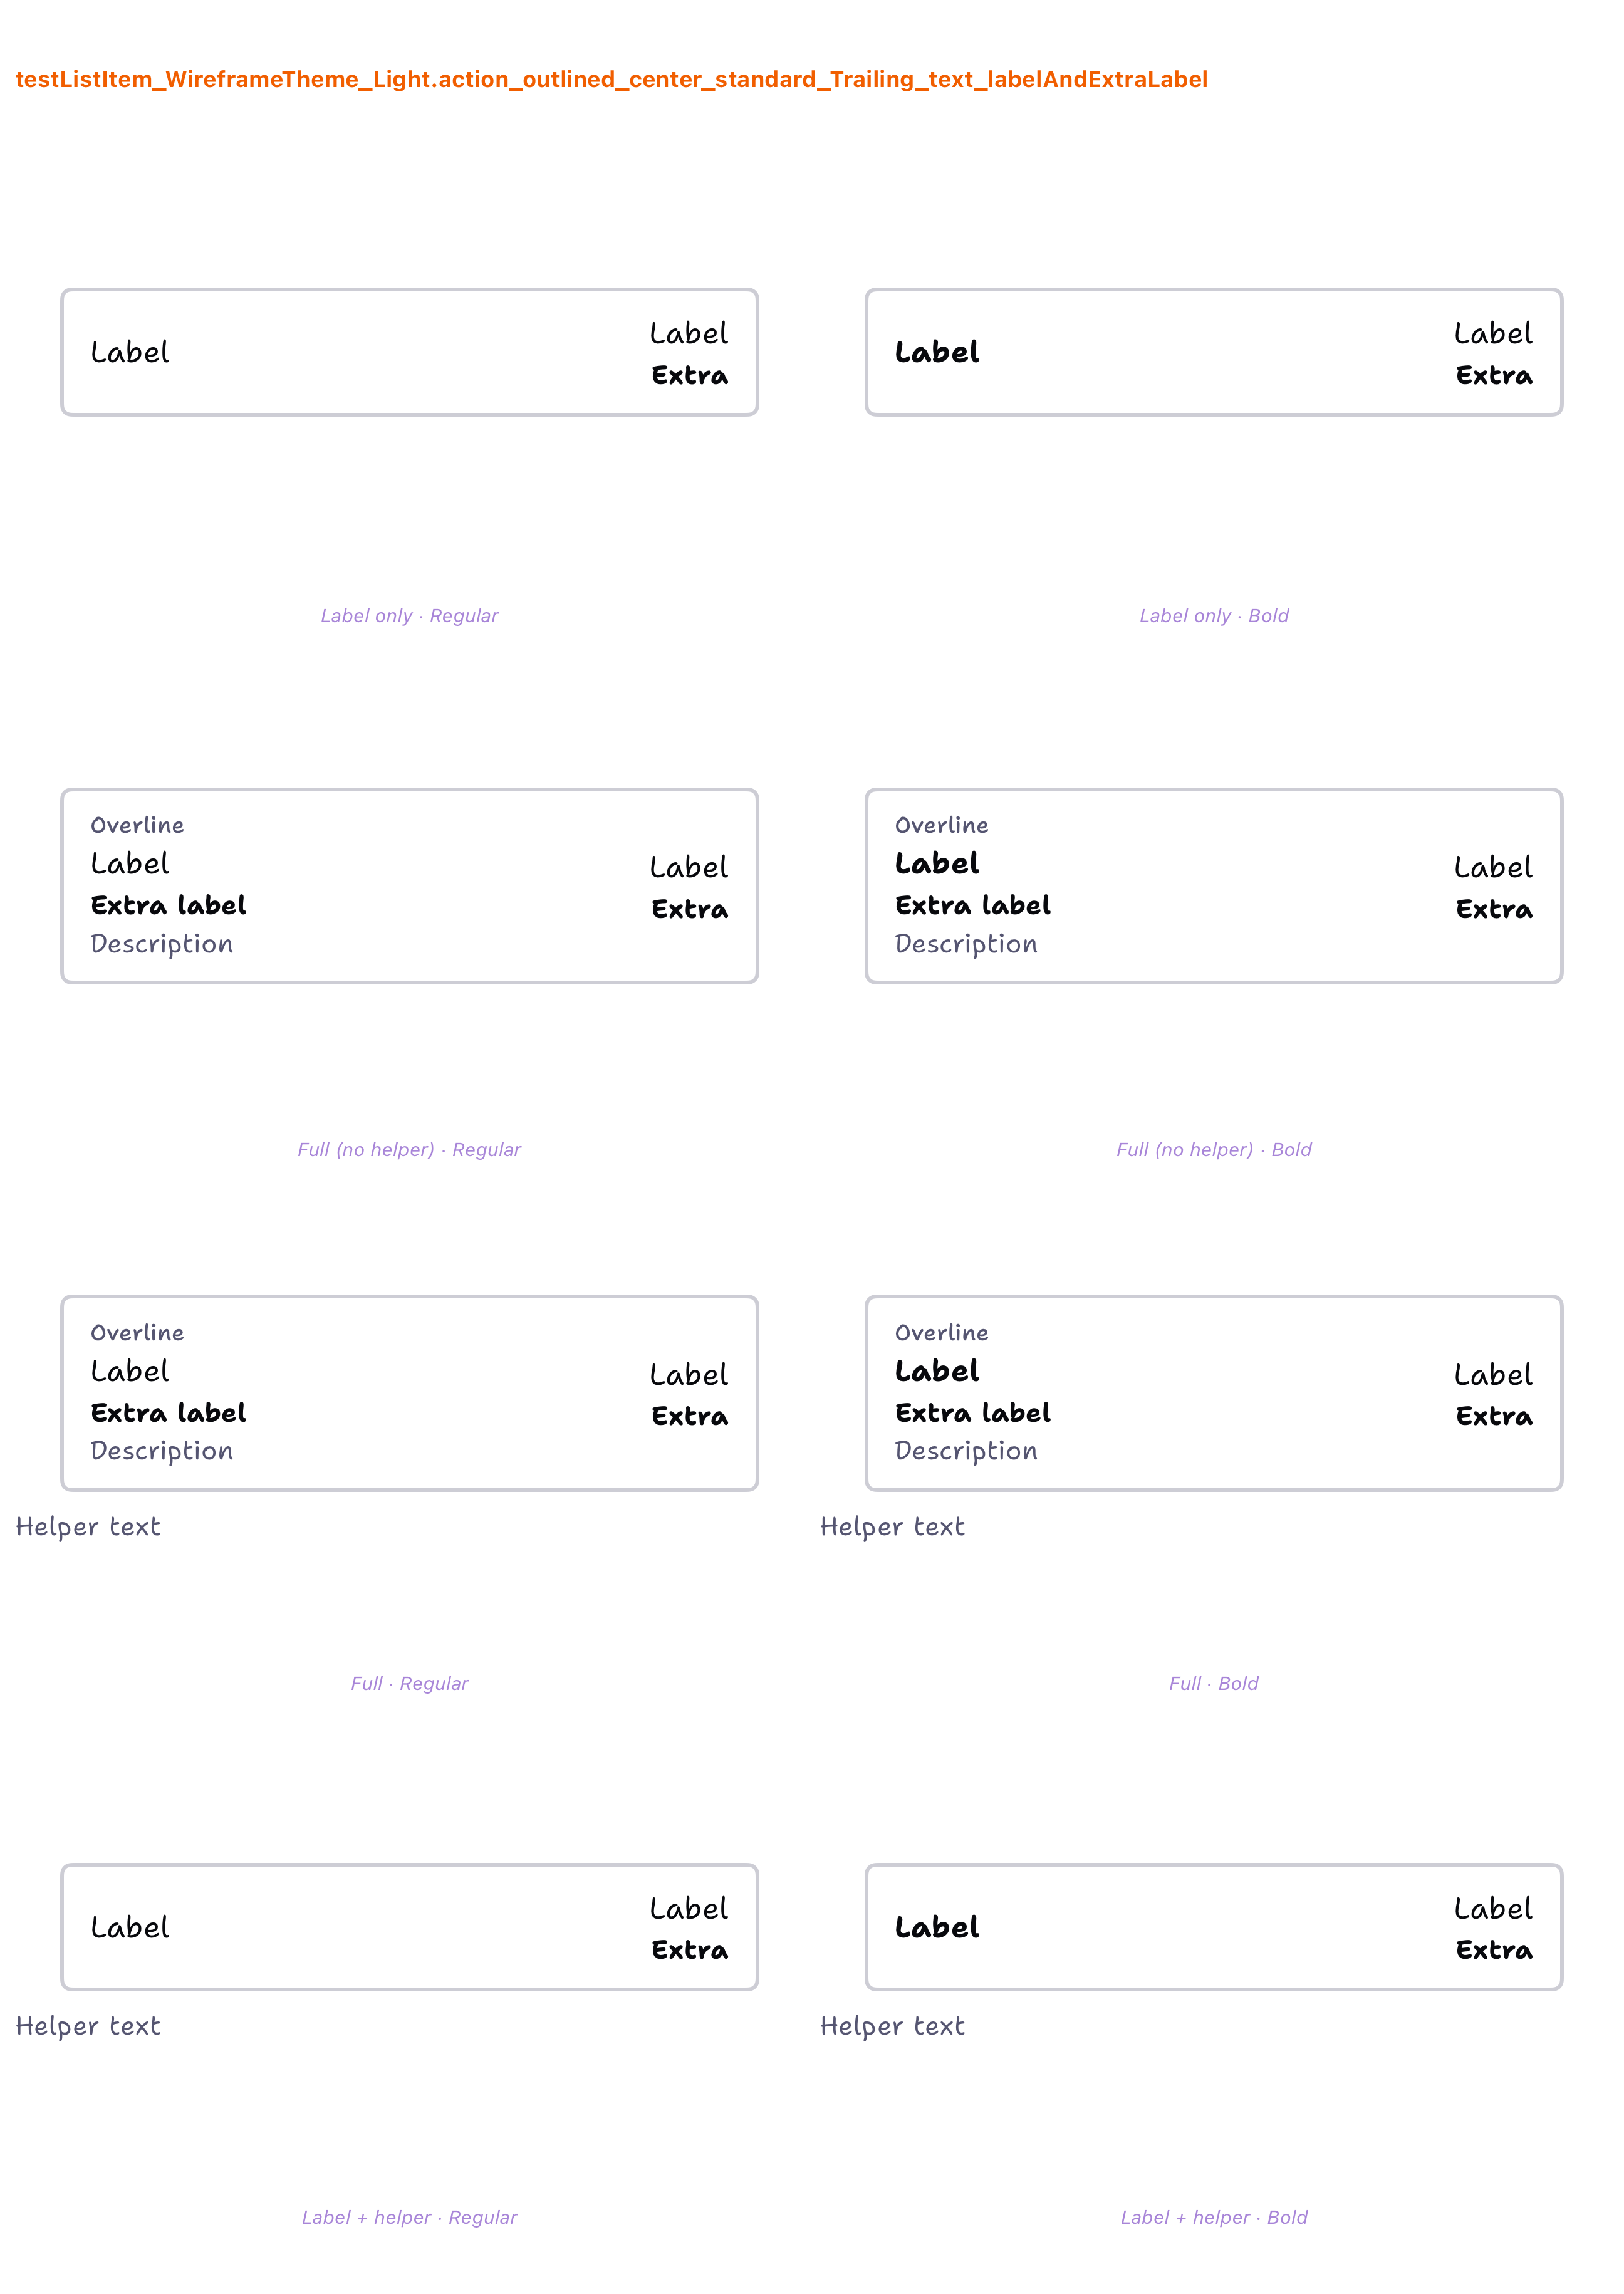 testListItem_WireframeTheme_Light.action_outlined_center_standard_Trailing_text_labelAndExtraLabel
Label
Label
Extra
Label
Label
Extra
Label only · Regular
Label only · Bold
Overline
Label
Extra label
Description
Label
Extra
Overline
Label
Extra label
Description
Label
Extra
Full (no helper) · Regular
Full (no helper) · Bold
Overline
Label
Extra label
Description
Label
Extra
Helper text
Overline
Label
Extra label
Description
Label
Extra
Helper text
Full · Regular
Full · Bold
Label
Label
Extra
Helper text
Label
Label
Extra
Helper text
Label + helper · Regular
Label + helper · Bold